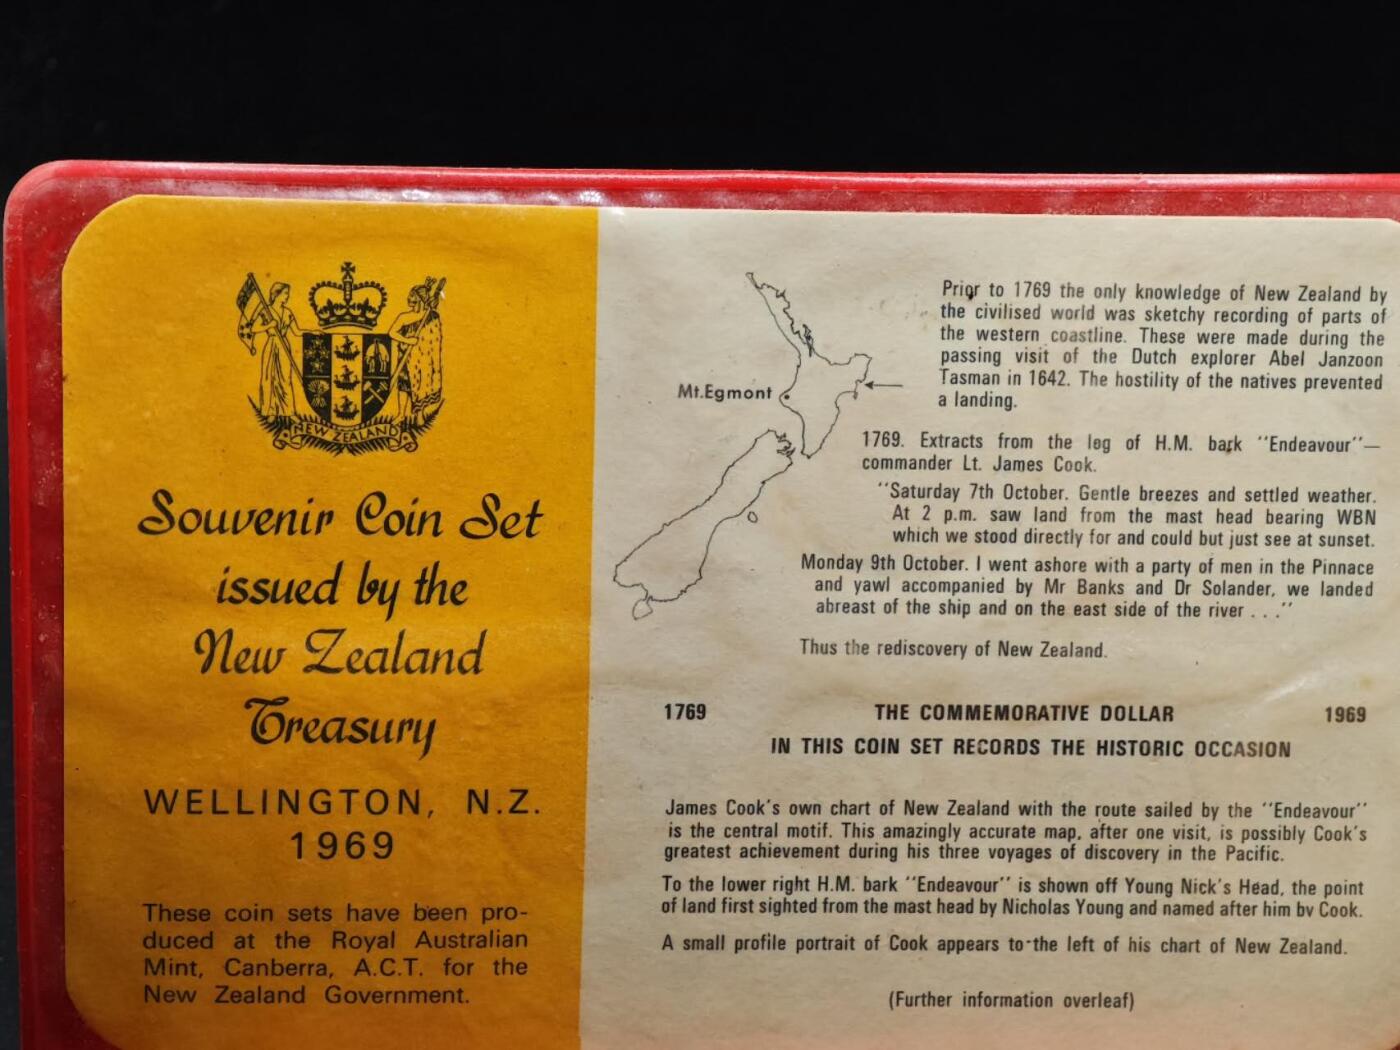 NEW ZEALAND
Souvenir Coin Set
issued by the
New Zealand
Treasury
WELLINGTON, N.Z.
1969
These coin sets have been pro-
duced at the Royal Australian
Mint, Canberra, A.C.T. for the
New Zealand Government.
Mt.Egmont
Prior to 1769 the only knowledge of New Zealand by
the civilised world was sketchy recording of parts of
the western coastline. These were made during the
passing visit of the Dutch explorer Abel Janzoon
Tasman in 1642. The hostility of the natives prevented
a landing.
1769. Extracts from the log of H.M. bark "Endeavour"—
commander Lt. James Cook.
"Saturday 7th October. Gentle breezes and settled weather.
At 2 p.m. saw land from the mast head bearing WBN
which we stood directly for and could but just see at sunset.
Monday 9th October. I went ashore with a party of men in the Pinnace
and yawl accompanied by Mr Banks and Dr Solander, we landed
abreast of the ship and on the east side of the river . . ."
Thus the rediscovery of New Zealand.
1769 THE COMMEMORATIVE DOLLAR 1969
IN THIS COIN SET RECORDS THE HISTORIC OCCASION
James Cook's own chart of New Zealand with the route sailed by the "Endeavour"
is the central motif. This amazingly accurate map, after one visit, is possibly Cook's
greatest achievement during his three voyages of discovery in the Pacific.
To the lower right H.M. bark "Endeavour" is shown off Young Nick's Head, the point
of land first sighted from the mast head by Nicholas Young and named after him by Cook.
A small profile portrait of Cook appears to the left of his chart of New Zealand.
(Further information overleaf)